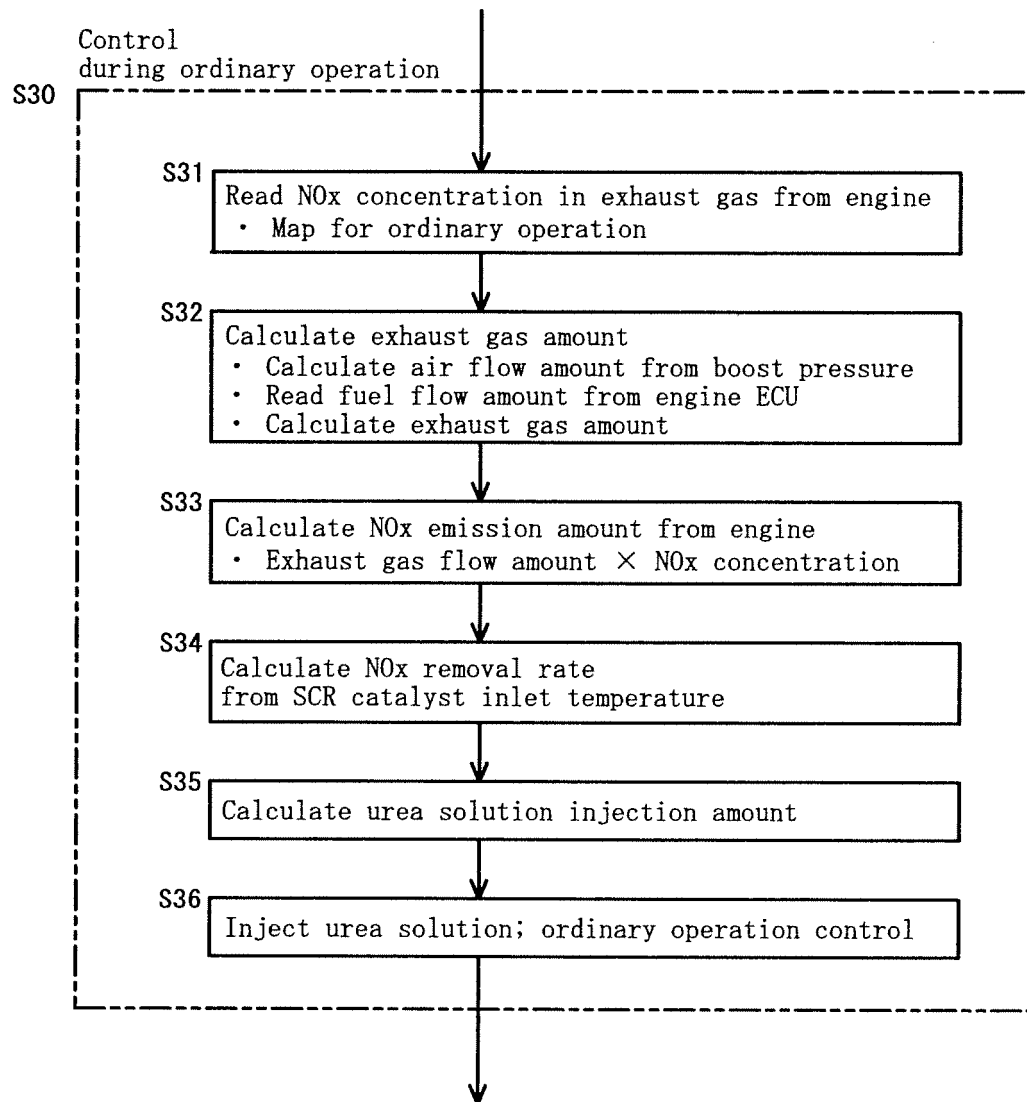 Control
during ordinary operation
S30
S31
Read NOx concentration in exhaust gas from engine
・ Map for ordinary operation
S32
Calculate exhaust gas amount
・ Calculate air flow amount from boost pressure
・ Read fuel flow amount from engine ECU
・ Calculate exhaust gas amount
S33
Calculate NOx emission amount from engine
・ Exhaust gas flow amount × NOx concentration
S34
Calculate NOx removal rate
from SCR catalyst inlet temperature
S35
Calculate urea solution injection amount
S36
Inject urea solution; ordinary operation control